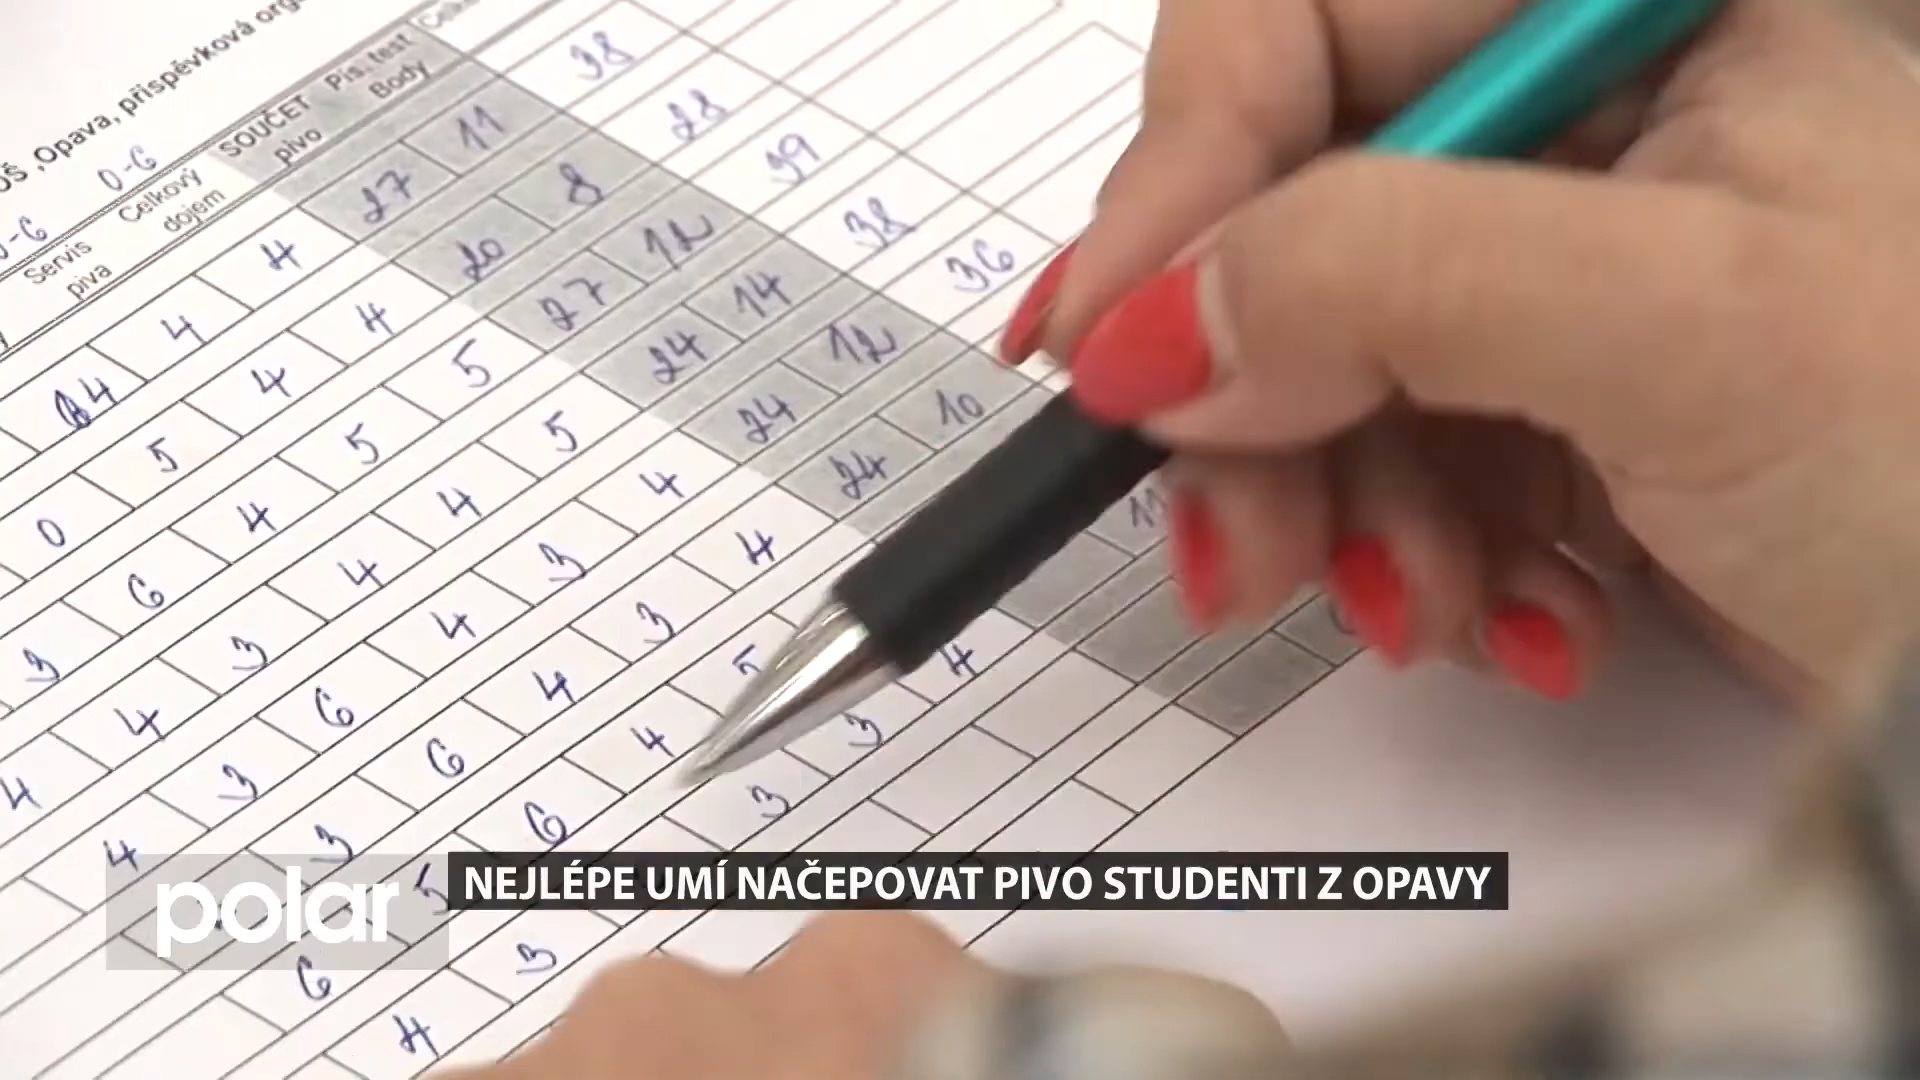 OŠ ,Opava, příspěvková
0-6
0-6
Servis piva
Celkový dojem
SOUČET pivo
Pís. test Body
4 4 4 27 11 38
0 5 4 4 20 8 28
3 6 4 5 5 27 12 39
4 4 3 4 4 5 24 14 38
4 3 6 4 3 4 24 12 36
3 6 4 3 4 24 10
5 6 4 5
6 3 3 4
4 3
polar
NEJLÉPE UMÍ NAČEPOVAT PIVO STUDENTI Z OPAVY